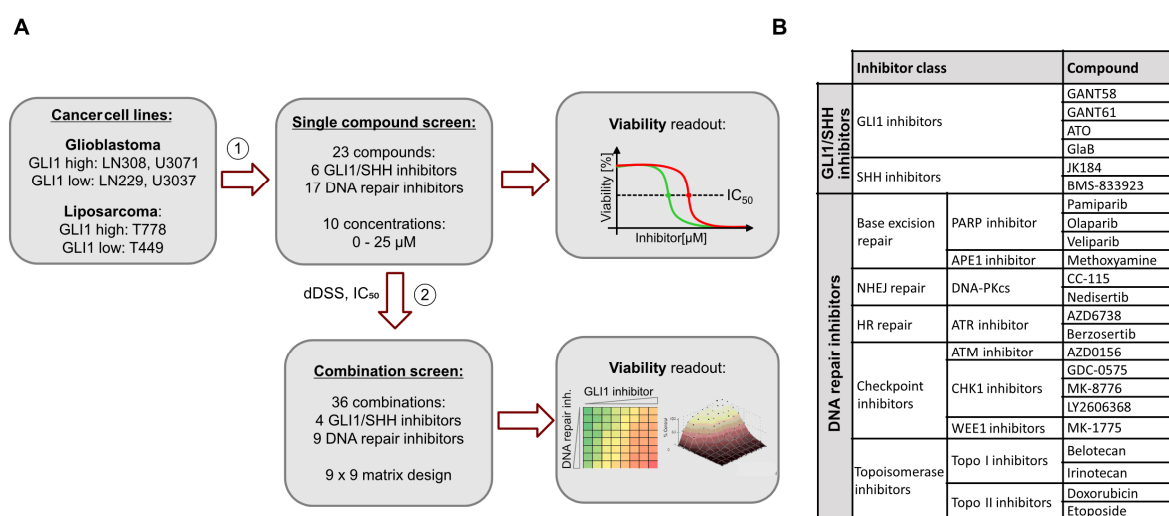 A
Cancer cell lines:
Glioblastoma
GLI1 high: LN308, U3071
GLI1 low: LN229, U3037
Liposarcoma:
GLI1 high: T778
GLI1 low: T449
1
Single compound screen:
23 compounds:
6 GLI1/SHH inhibitors
17 DNA repair inhibitors
10 concentrations:
0 - 25 µM
Viability readout:
Viability [%]
IC50
Inhibitor[µM]
dDSS, IC50
2
Combination screen:
36 combinations:
4 GLI1/SHH inhibitors
9 DNA repair inhibitors
9 x 9 matrix design
Viability readout:
GLI1 inhibitor
DNA repair inh.
% Control
B
Inhibitor class
Compound
GLI1/SHH
inhibitors
GLI1 inhibitors
GANT58
GANT61
ATO
GlaB
SHH inhibitors
JK184
BMS-833923
DNA repair inhibitors
Base excision
repair
PARP inhibitor
Pamiparib
Olaparib
Veliparib
APE1 inhibitor
Methoxyamine
NHEJ repair
DNA-PKcs
CC-115
Nedisertib
HR repair
ATR inhibitor
AZD6738
Berzosertib
Checkpoint
inhibitors
ATM inhibitor
AZD0156
CHK1 inhibitors
GDC-0575
MK-8776
LY2606368
WEE1 inhibitors
MK-1775
Topoisomerase
inhibitors
Topo I inhibitors
Belotecan
Irinotecan
Topo II inhibitors
Doxorubicin
Etoposide